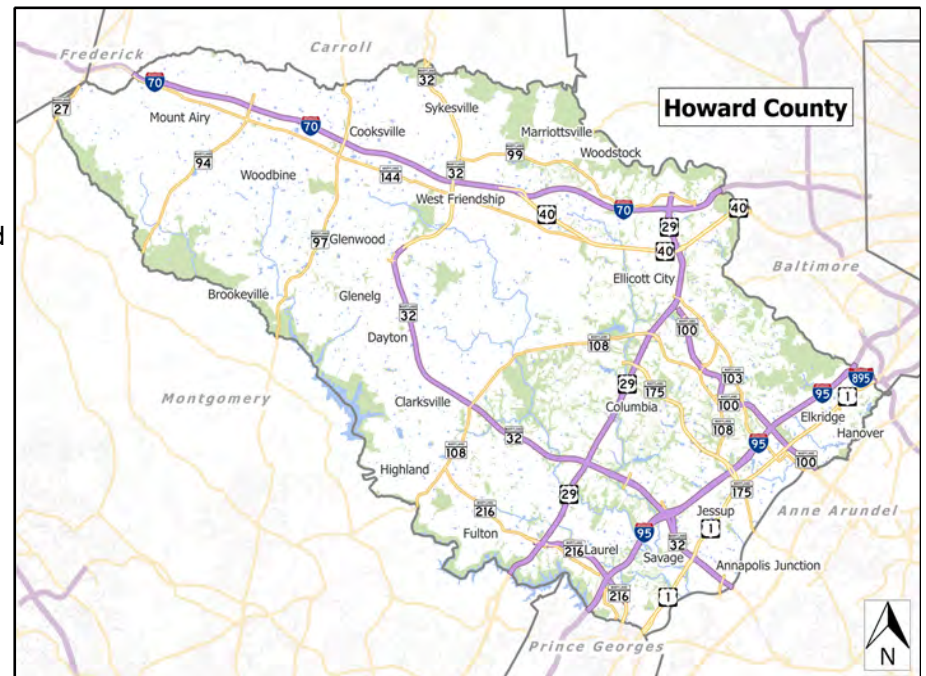 Carroll
Frederick
70
32
27
Sykesville
Howard County
Mount Airy
70
Cooksville
Marriottsville
99
Woodstock
94
Woodbine
144
32
West Friendship
40
70
40
29
97
Glenwood
40
Baltimore
Ellicott City
Brookeville
Glenelg
32
Dayton
100
108
103
895
95
1
Montgomery
29
175
100
Clarksville
Columbia
Elkridge
108
Hanover
32
95
108
100
Highland
29
175
216
Jessup
Anne Arundel
Fulton
95
1
216
Laurel
32
Savage
Annapolis Junction
216
1
Prince Georges
N
d